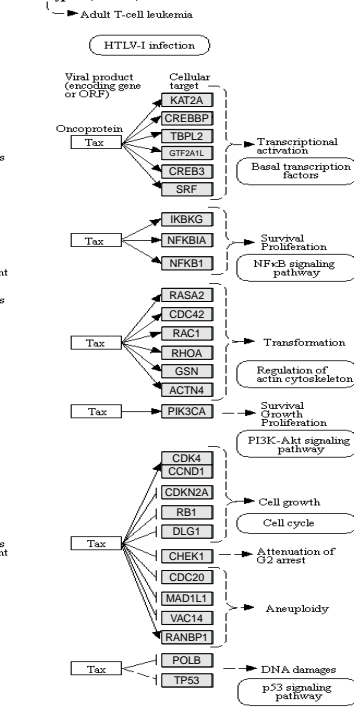 Adult T-cell leukemia
HTLV-I infection
Viral product
(encoding gene
or ORF)
Cellular
target
Oncoprotein
Tax
KAT2A
CREBBP
TBPL2
GTF2A1L
CREB3
SRF
Transcriptional
activation
Basal transcription
factors
Tax
IKBKG
NFKBIA
NFKB1
Survival
Proliferation
NFκB signaling
pathway
Tax
RASA2
CDC42
RAC1
RHOA
GSN
ACTN4
Transformation
Regulation of
actin cytoskeleton
Tax
PIK3CA
Survival
Growth
Proliferation
PI3K-Akt signaling
pathway
Tax
CDK4
CCND1
CDKN2A
RB1
DLG1
CHEK1
CDC20
MAD1L1
VAC14
RANBP1
Cell growth
Cell cycle
Attenuation of
G2 arrest
Aneuploidy
Tax
POLB
TP53
DNA damages
p53 signaling
pathway